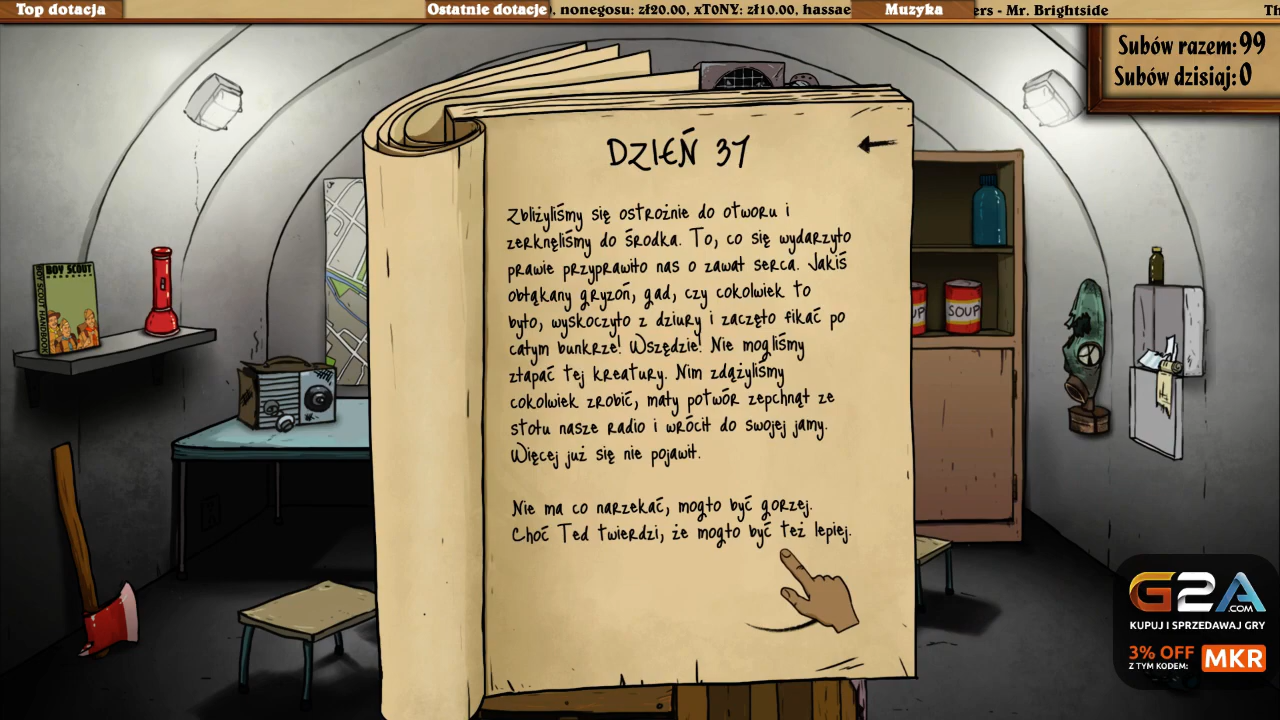 Top dotacja
Ostatnie dotacje
, nonegosu: zł20.00, xT0NY: zł10.00, hassae
Muzyka
ers - Mr. Brightside
Th
Subów razem: 99
Subów dzisiaj: 0
DZIEŃ 37
Zbliżyliśmy się ostrożnie do otworu i
zerknęliśmy do środka. To, co się wydarzyło
prawie przyprawiło nas o zawał serca. Jakiś
obłąkany gryzoń, gad, czy cokolwiek to
było, wyskoczyło z dziury i zaczęło fikać po
całym bunkrze! Wszędzie! Nie mogliśmy
złapać tej kreatury. Nim zdążyliśmy
cokolwiek zrobić, mały potwór zepchnął ze
stołu nasze radio i wrócił do swojej jamy.
Więcej już się nie pojawił.
Nie ma co narzekać, mogło być gorzej.
Choć Ted twierdzi, że mogło być też lepiej.
BOY SCOUT
BOY SCOUT HANDBOOK
UP
SOUP
G2A
.COM
KUPUJ I SPRZEDAWAJ GRY
3% OFF
Z TYM KODEM:
MKR